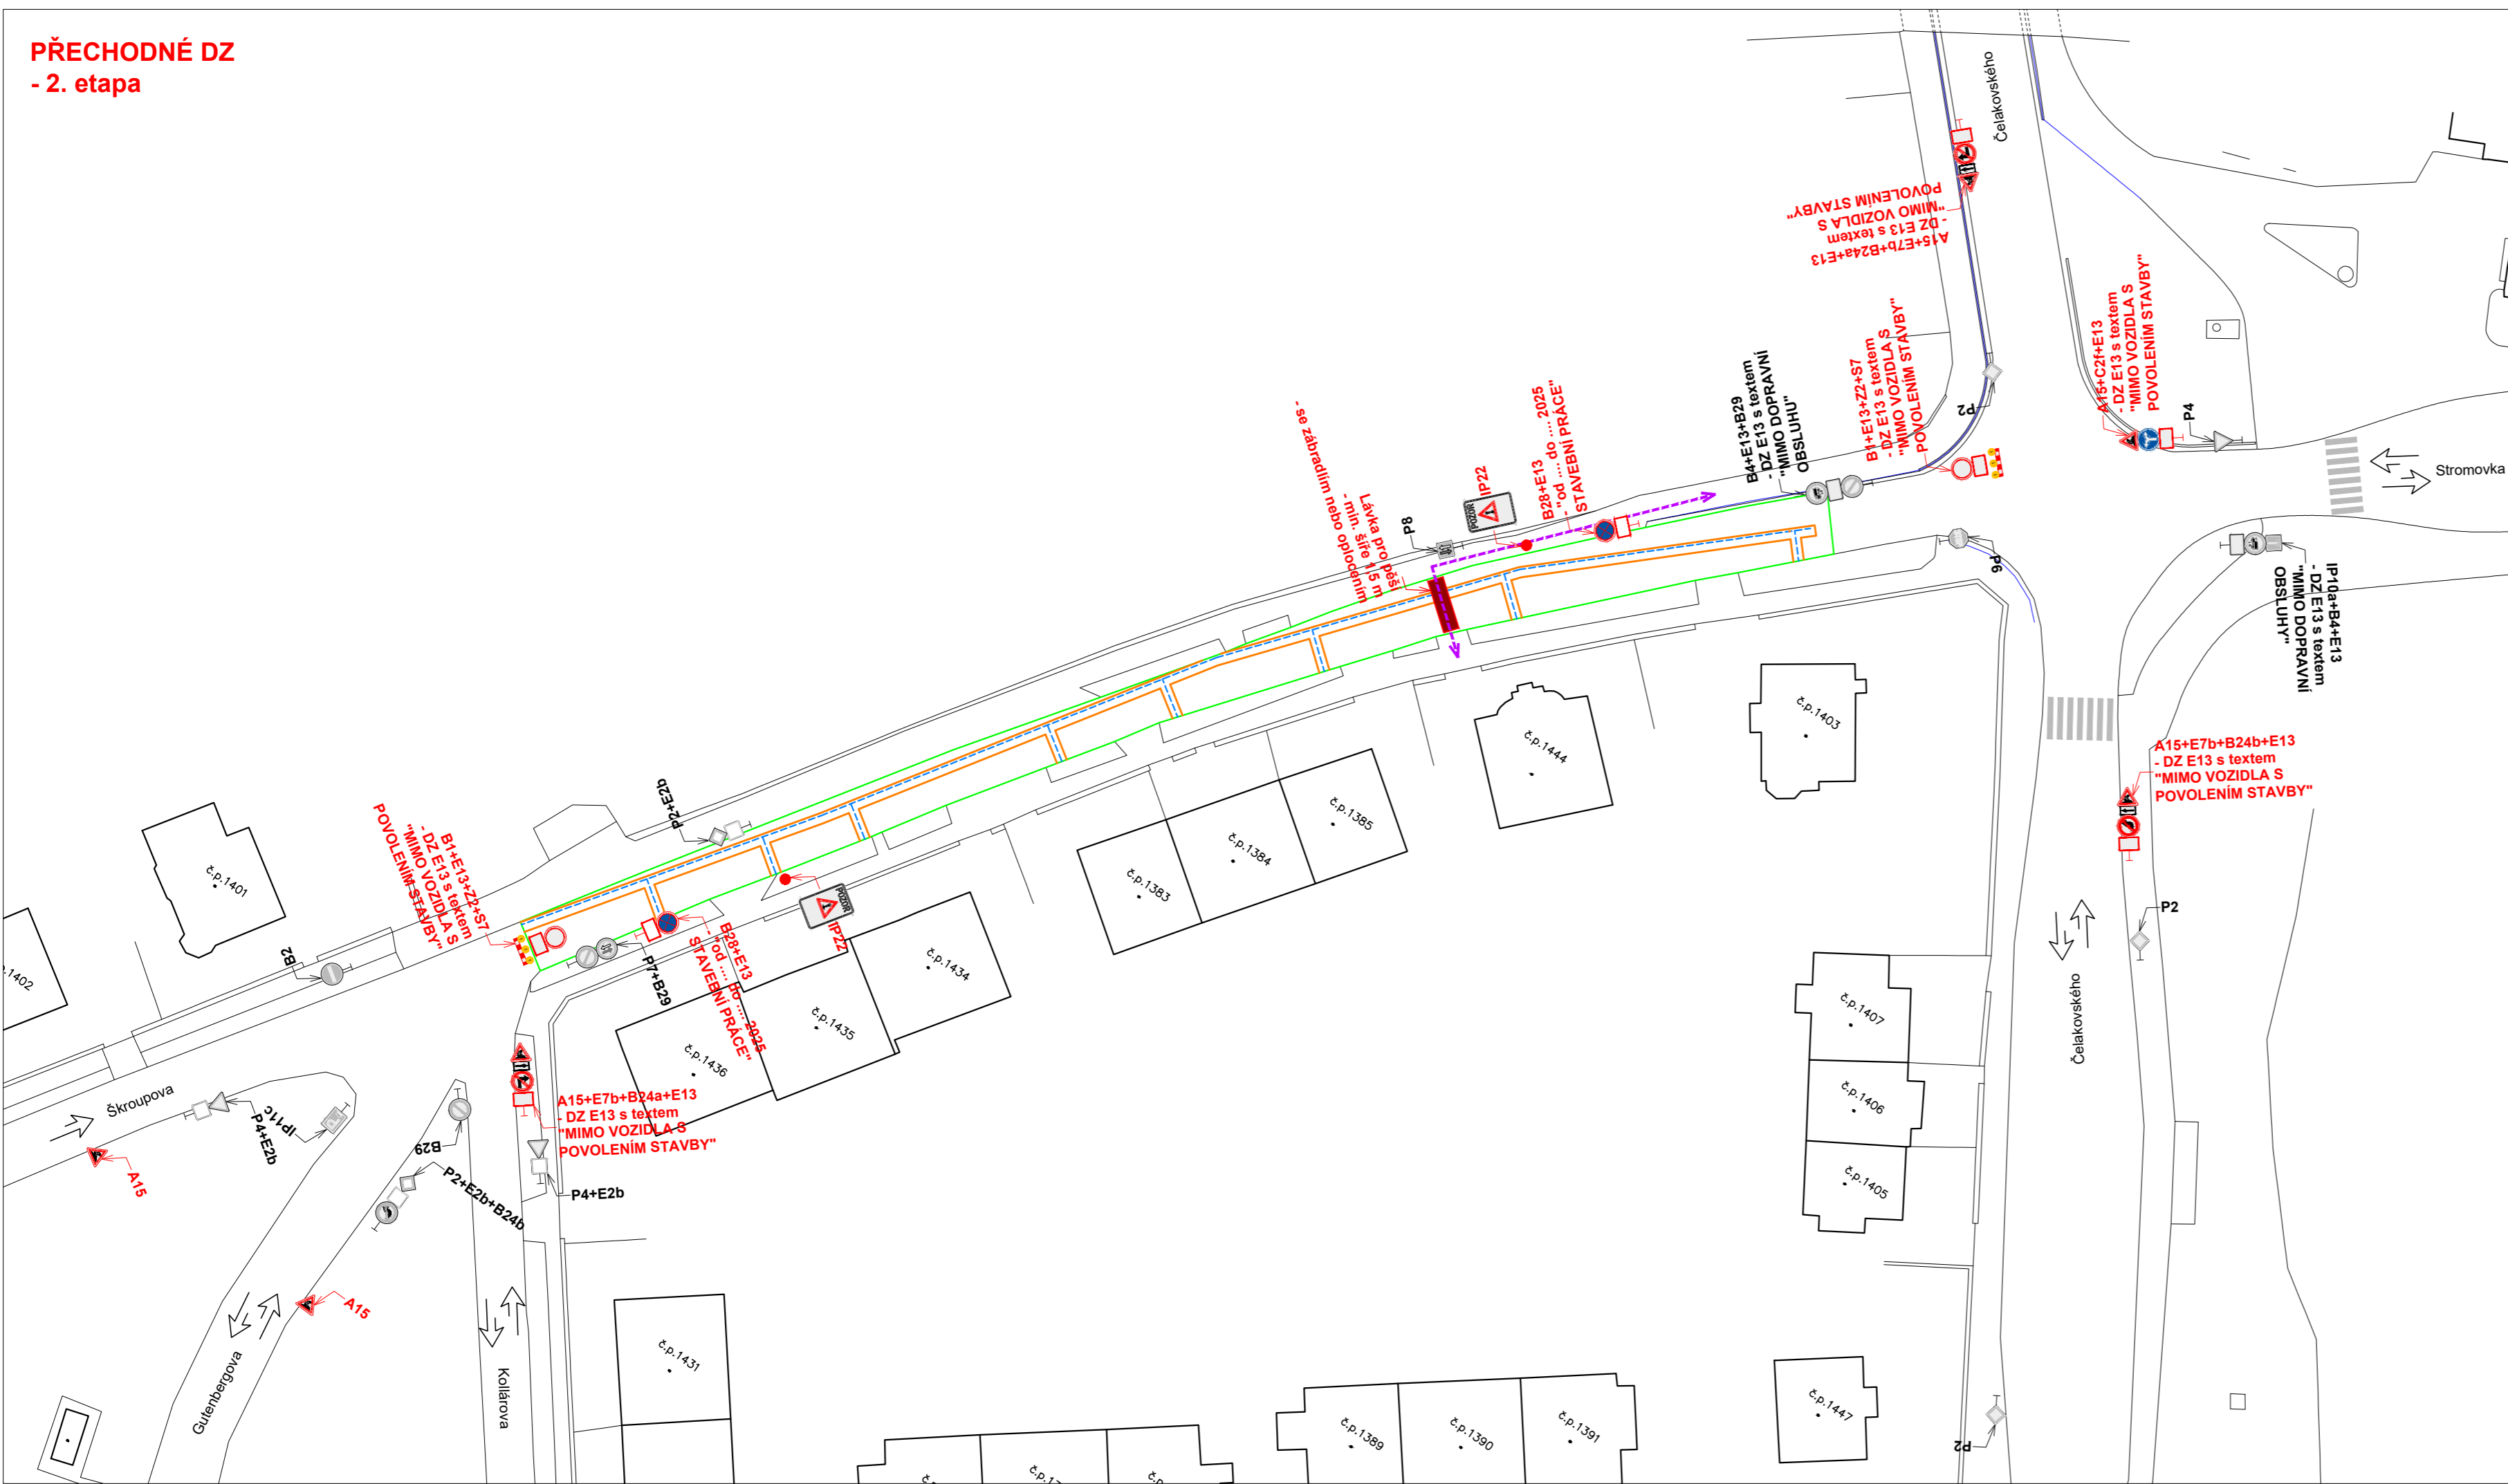 PŘECHODNÉ DZ
- 2. etapa
Čelakovského
A15+E7b+B24a+E13
- DZ E13 s textem
"MIMO VOZIDLA S
POVOLENÍM STAVBY"
A15+C2f+E13
- DZ E13 s textem
"MIMO VOZIDLA S
POVOLENÍM STAVBY"
P4
Stromovka
P2
B1+E13+Z2+S7
- DZ E13 s textem
"MIMO VOZIDLA S
POVOLENÍM STAVBY"
B4+E13+B29
- DZ E13 s textem
"MIMO DOPRAVNÍ
OBSLUHU"
B28+E13
- "od .... do .... 2025
STAVEBNÍ PRÁCE"
IP22
POZOR
P8
Lávka pro pěší
- min. šíře 1,5 m
- se zábradlím nebo oplocením
P6
IP10a+B4+E13
- DZ E13 s textem
"MIMO DOPRAVNÍ
OBSLUHY"
A15+E7b+B24b+E13
- DZ E13 s textem
"MIMO VOZIDLA S
POVOLENÍM STAVBY"
P2
Čelakovského
P2
č.p.1403
č.p.1444
č.p.1385
č.p.1384
č.p.1383
č.p.1407
č.p.1406
č.p.1405
č.p.1447
č.p.1391
č.p.1390
č.p.1389
P2+E2b
B1+E13+Z2+S7
- DZ E13 s textem
"MIMO VOZIDLA S
POVOLENÍM STAVBY"
č.p.1401
.1402
B2
P7+B29
B28+E13
- "od .... do .... 2025
STAVEBNÍ PRÁCE"
IP22
POZOR
č.p.1434
č.p.1435
č.p.1436
A15+E7b+B24a+E13
- DZ E13 s textem
"MIMO VOZIDLA S
POVOLENÍM STAVBY"
P4+E2b
Škroupova
P4+E2b
IP11c
A15
B29
P2+E2b+B24b
A15
Gutenbergova
Kollárova
č.p.1431